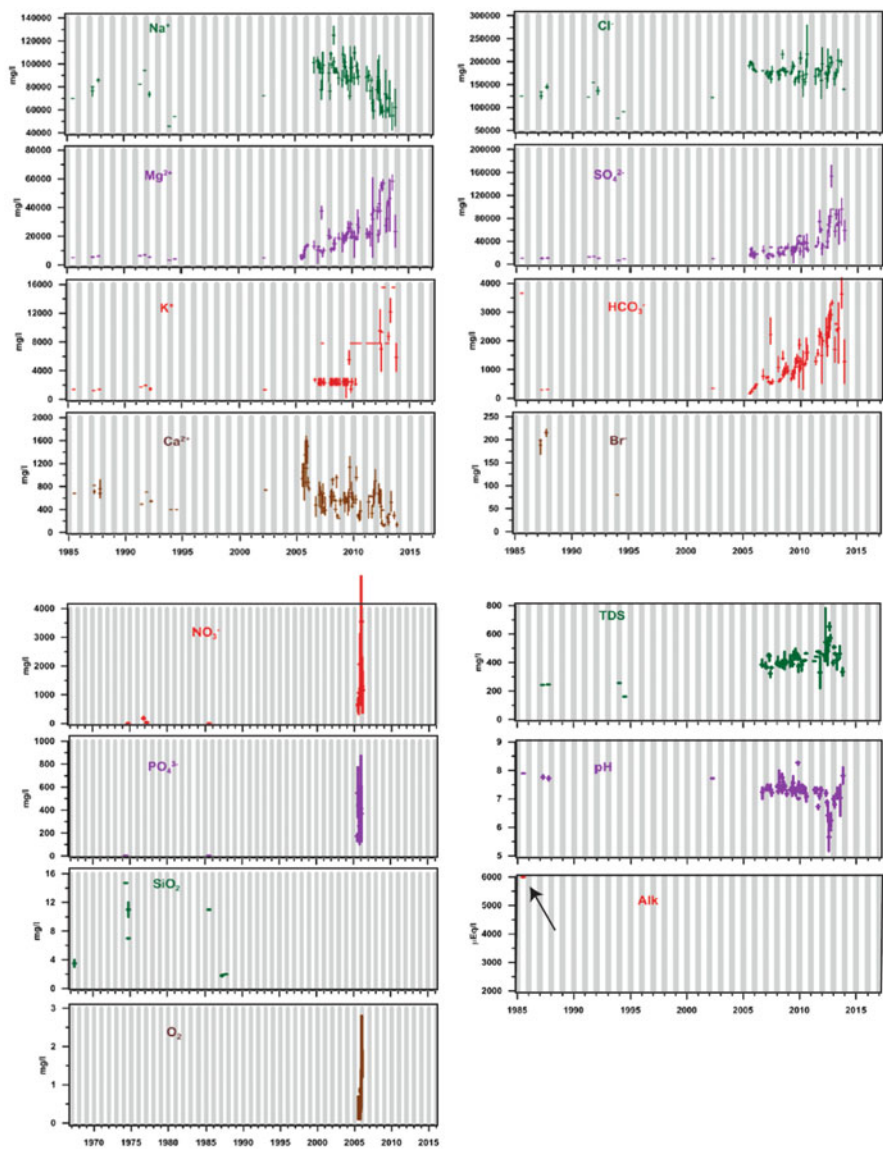 Na⁺
mg/l
140000
120000
100000
80000
60000
40000
Mg²⁺
mg/l
80000
60000
40000
20000
0
K⁺
mg/l
16000
12000
8000
4000
0
Ca²⁺
mg/l
2000
1600
1200
800
400
0
1985 1990 1995 2000 2005 2010 2015
Cl⁻
mg/l
300000
250000
200000
150000
100000
50000
SO₄²⁻
mg/l
200000
160000
120000
80000
40000
0
HCO₃⁻
mg/l
4000
3000
2000
1000
0
Br⁻
mg/l
250
200
150
100
50
0
1985 1990 1995 2000 2005 2010 2015
NO₃⁻
mg/l
4000
3000
2000
1000
0
PO₄³⁻
mg/l
1000
800
600
400
200
0
SiO₂
mg/l
16
12
8
4
0
O₂
mg/l
3
2
1
0
1970 1975 1980 1985 1990 1995 2000 2005 2010 2015
TDS
mg/l
800
600
400
200
0
pH
9
8
7
6
5
Alk
µEq/l
6000
5000
4000
3000
2000
1985 1990 1995 2000 2005 2010 2015